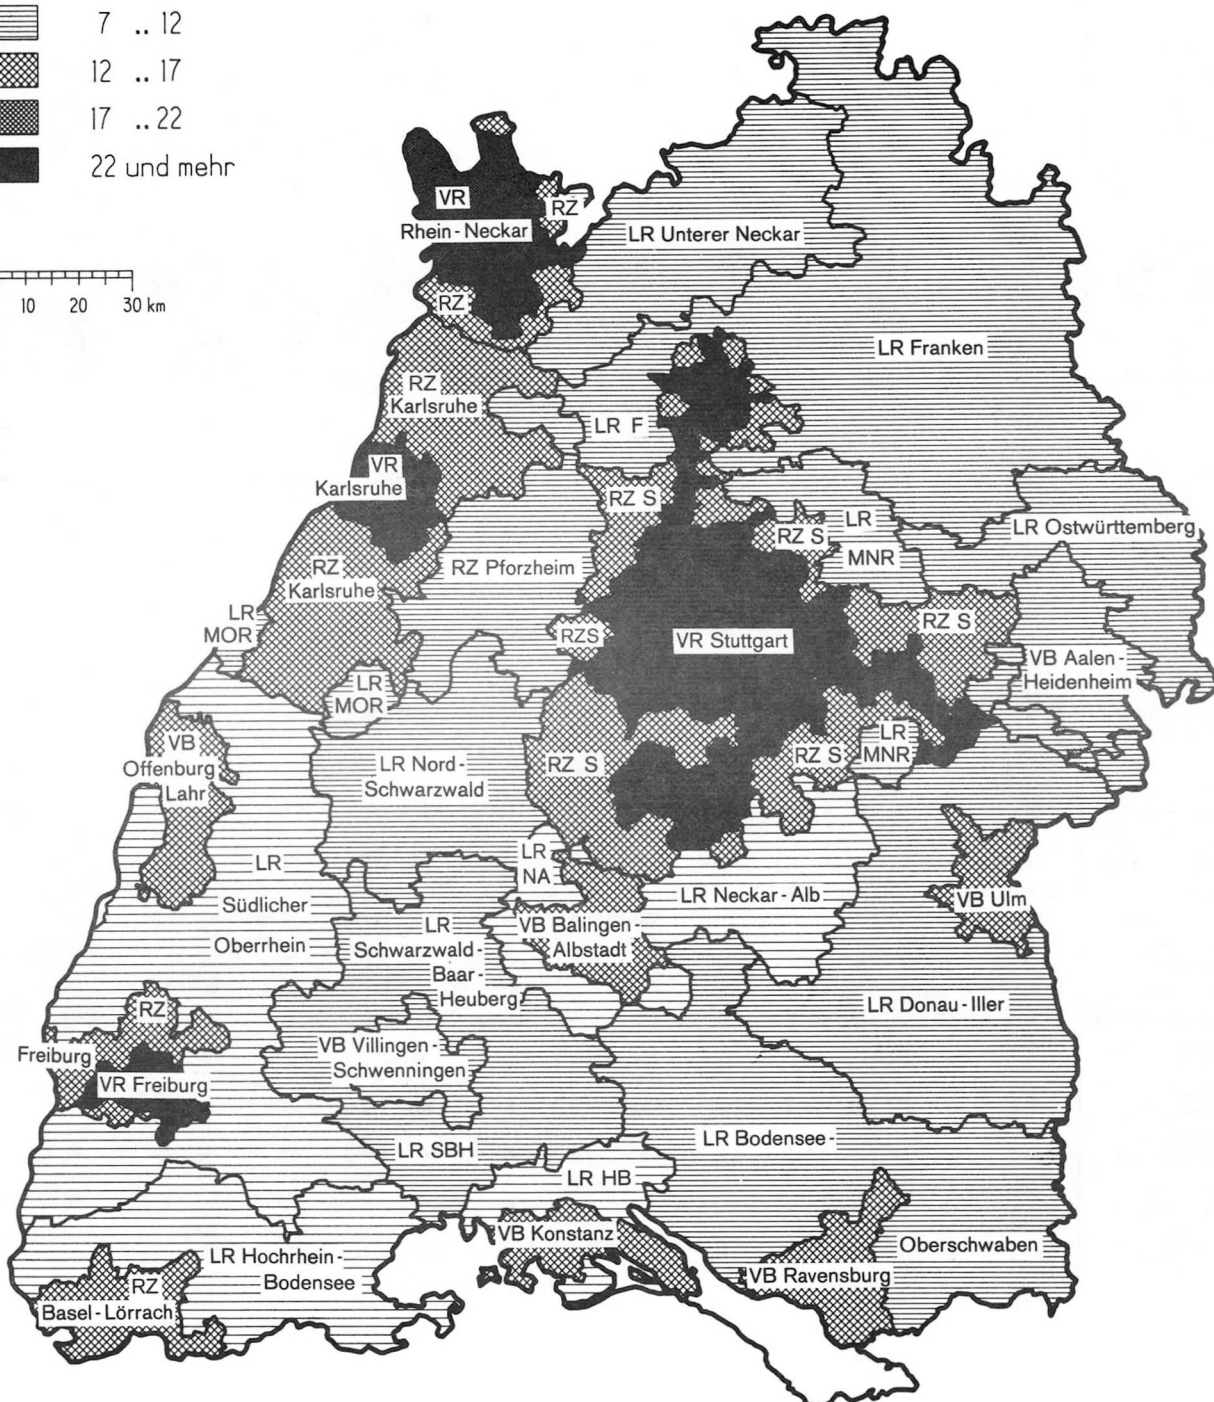 7 .. 12
12 .. 17
17 .. 22
22 und mehr
10 20 30 km
VR
Rhein-Neckar
RZ
RZ
LR Unterer Neckar
LR Franken
RZ
Karlsruhe
LR F
VR
Karlsruhe
RZ S
LR
MNR
RZ S
LR Ostwürttemberg
RZ
Karlsruhe
RZ Pforzheim
LR
MOR
RZS
VR Stuttgart
RZ S
VB Aalen-
Heidenheim
LR
MOR
VB
Offenburg
Lahr
LR Nord-
Schwarzwald
RZ S
RZ S
LR
MNR
LR
Südlicher
Oberrhein
LR
NA
LR Neckar-Alb
VB Ulm
LR
Schwarzwald-
Baar-
Heuberg
VB Balingen-
Albstadt
LR Donau-Iller
RZ
Freiburg
VR Freiburg
VB Villingen-
Schwenningen
LR SBH
LR HB
LR Bodensee-
Oberschwaben
VB Konstanz
VB Ravensburg
LR Hochrhein-
Bodensee
RZ
Basel-Lörrach